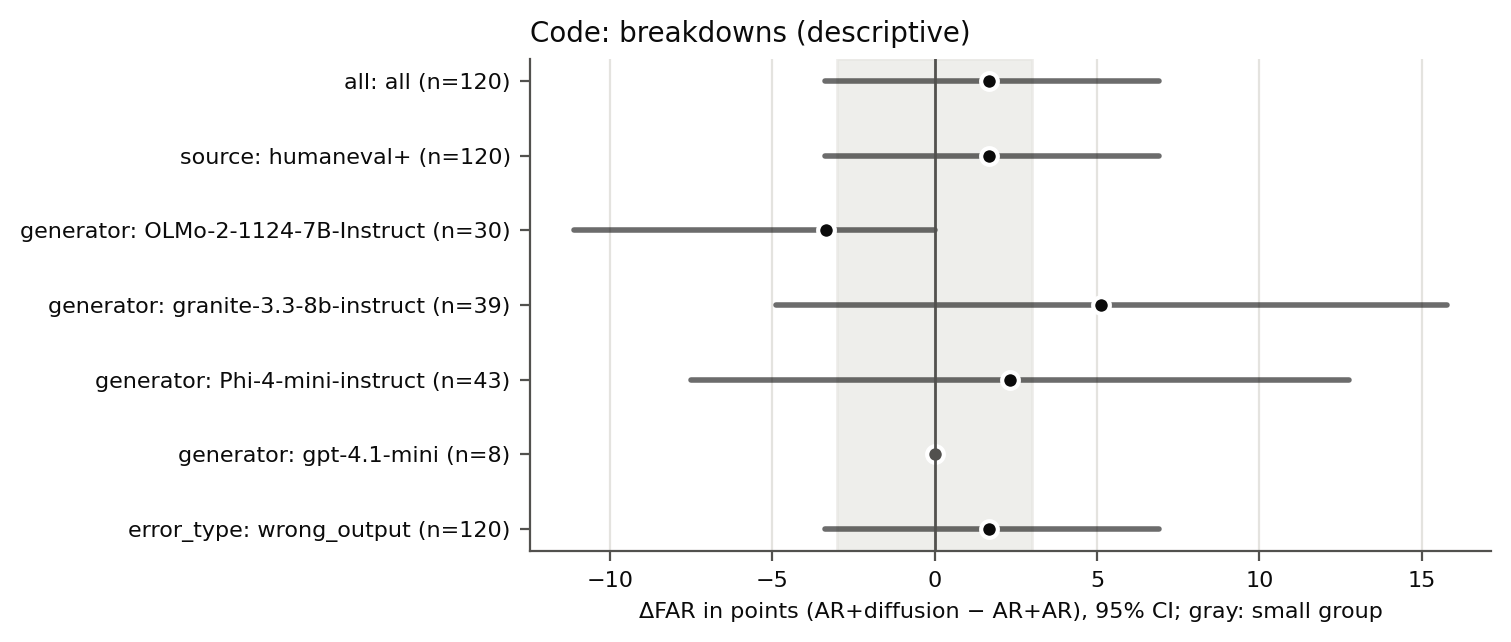 Code: breakdowns (descriptive)
all: all (n=120)
source: humaneval+ (n=120)
generator: OLMo-2-1124-7B-Instruct (n=30)
generator: granite-3.3-8b-instruct (n=39)
generator: Phi-4-mini-instruct (n=43)
generator: gpt-4.1-mini (n=8)
error_type: wrong_output (n=120)
−10 −5 0 5 10 15
ΔFAR in points (AR+diffusion − AR+AR), 95% CI; gray: small group